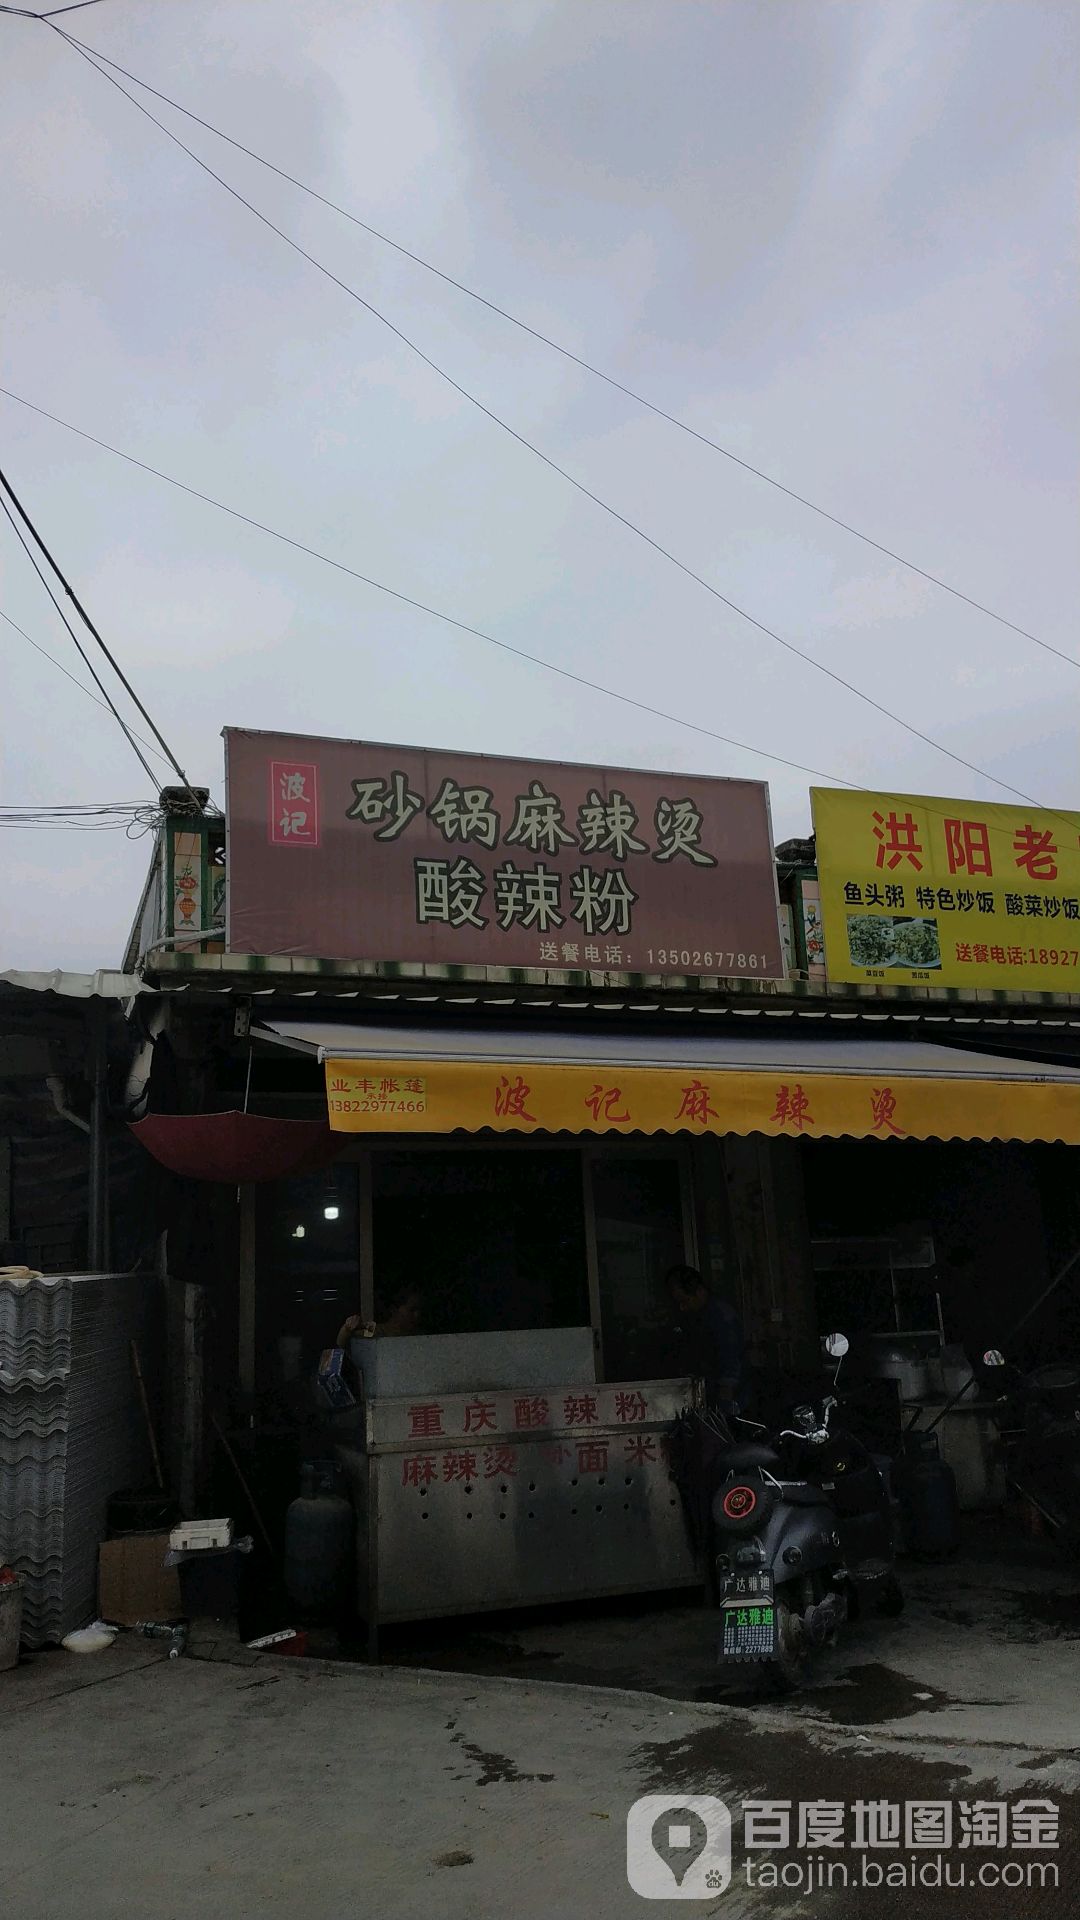 波记
砂锅麻辣烫
酸辣粉
送餐电话：13502677861
洪阳老
鱼头粥 特色炒饭 酸菜炒饭
送餐电话:18927
业丰帐篷
承接
13822977466
波记麻辣烫
重庆酸辣粉
麻辣烫 面 米
广达雅迪
广达雅迪
2277889
百度地图淘金
taojin.baidu.com